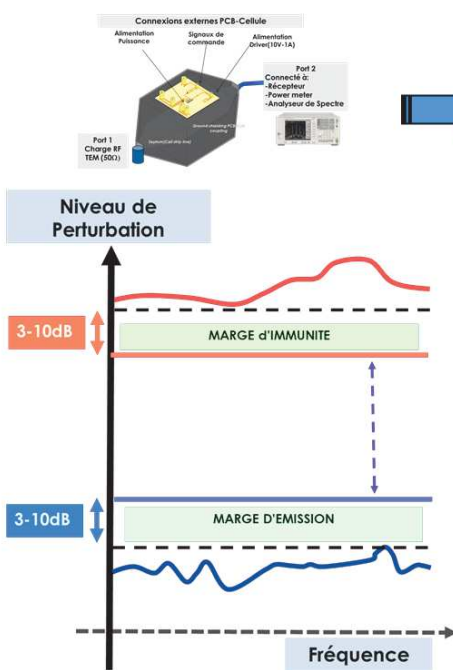 Connexions externes PCB-Cellule
Alimentation
Puissance
Signaux de
commande
Alimentation
Driver(10V-1A)
Port 2
Connecté à:
-Récepteur
-Power meter
-Analyseur de Spectre
Port 1
Charge RF
TEM (50Ω)
Niveau de
Perturbation
3-10dB
MARGE d'IMMUNITE
3-10dB
MARGE D'EMISSION
Fréquence